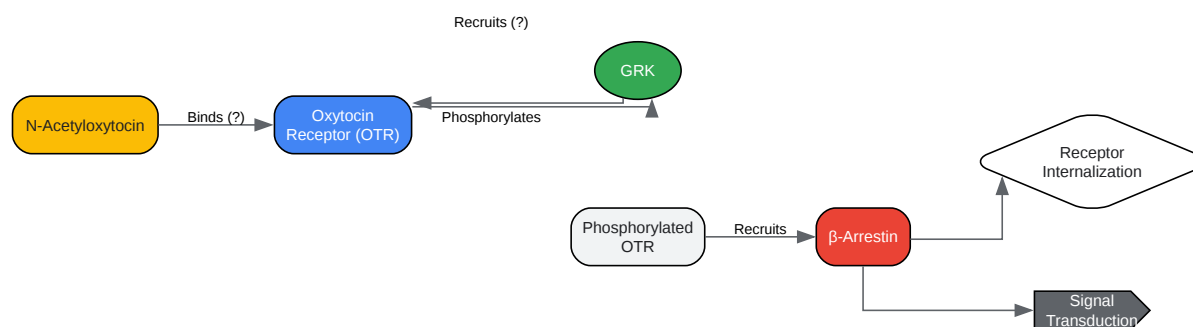 Recruits (?)
GRK
N-Acetyloxytocin
Binds (?)
Oxytocin
Receptor (OTR)
Phosphorylates
Receptor
Internalization
Phosphorylated
OTR
Recruits
β-Arrestin
Signal
Transduction